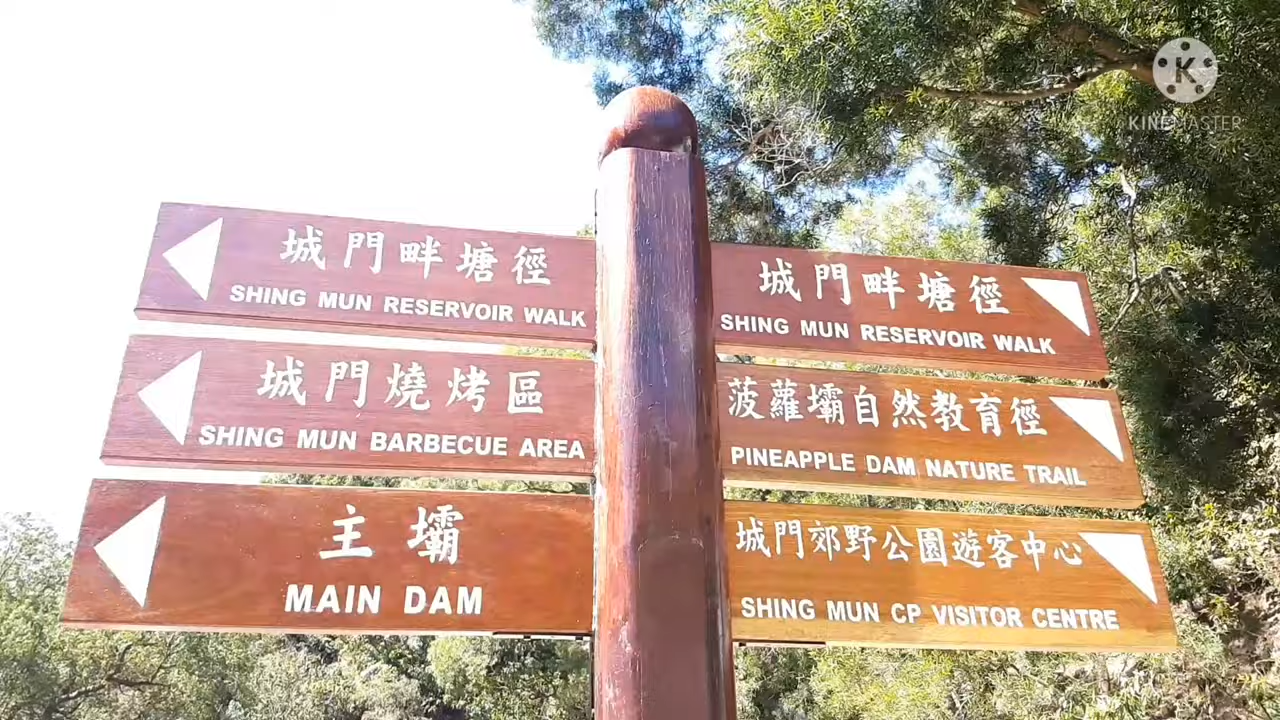 城門畔塘徑
SHING MUN RESERVOIR WALK
城門燒烤區
SHING MUN BARBECUE AREA
主壩
MAIN DAM
城門畔塘徑
SHING MUN RESERVOIR WALK
菠蘿壩自然教育徑
PINEAPPLE DAM NATURE TRAIL
城門郊野公園遊客中心
SHING MUN CP VISITOR CENTRE
K
KINEMASTER